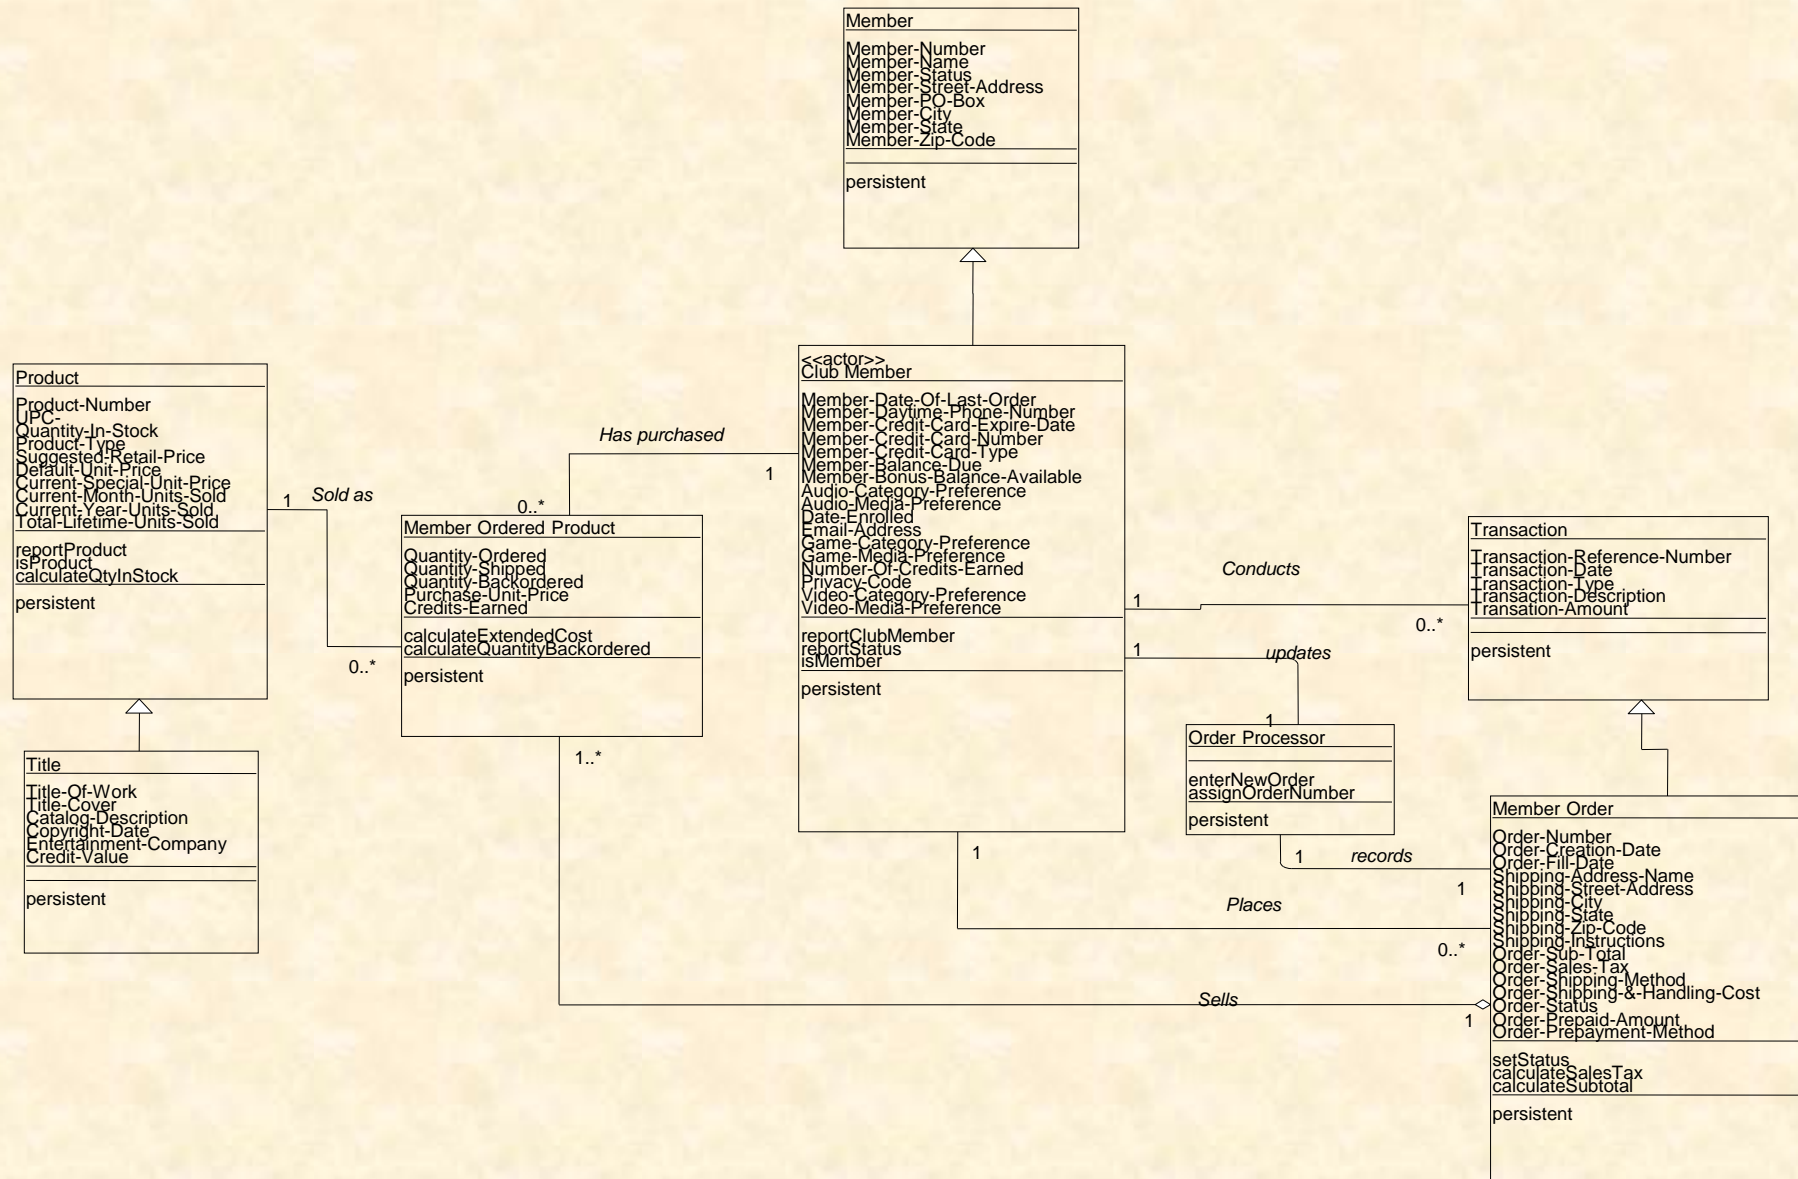 Member
Member-Number
Member-Name
Member-Status
Member-Street-Address
Member-PO-Box
Member-City
Member-State
Member-Zip-Code
persistent
Product
Product-Number
UPC-
Quantity-In-Stock
Product-Type
Suggested-Retail-Price
Default-Unit-Price
Current-Special-Unit-Price
Current-Month-Units-Sold
Current-Year-Units-Sold
Total-Lifetime-Units-Sold
reportProduct
isProduct
calculateQtyInStock
persistent
1
Sold as
0..*
Title
Title-Of-Work
Title-Cover
Catalog-Description
Copyright-Date
Entertainment-Company
Credit-Value
persistent
Has purchased
1
0..*
Member Ordered Product
Quantity-Ordered
Quantity-Shipped
Quantity-Backordered
Purchase-Unit-Price
Credits-Earned
calculateExtendedCost
calculateQuantityBackordered
persistent
1..*
<<actor>>
Club Member
Member-Date-Of-Last-Order
Member-Daytime-Phone-Number
Member-Credit-Card-Expire-Date
Member-Credit-Card-Number
Member-Credit-Card-Type
Member-Balance-Due
Member-Bonus-Balance-Available
Audio-Category-Preference
Audio-Media-Preference
Date-Enrolled
Email-Address
Game-Category-Preference
Game-Media-Preference
Number-Of-Credits-Earned
Privacy-Code
Video-Category-Preference
Video-Media-Preference
reportClubMember
reportStatus
isMember
persistent
1
Conducts
0..*
1
updates
1
Transaction
Transaction-Reference-Number
Transaction-Date
Transaction-Type
Transaction-Description
Transation-Amount
persistent
Order Processor
enterNewOrder
assignOrderNumber
persistent
1
records
1
1
Places
0..*
Sells
1
Member Order
Order-Number
Order-Creation-Date
Order-Fill-Date
Shipping-Address-Name
Shipping-Street-Address
Shipping-City
Shipping-State
Shipping-Zip-Code
Shipping-Instructions
Order-Sub-Total
Order-Sales-Tax
Order-Shipping-Method
Order-Shipping-&-Handling-Cost
Order-Status
Order-Prepaid-Amount
Order-Prepayment-Method
setStatus
calculateSalesTax
calculateSubtotal
persistent